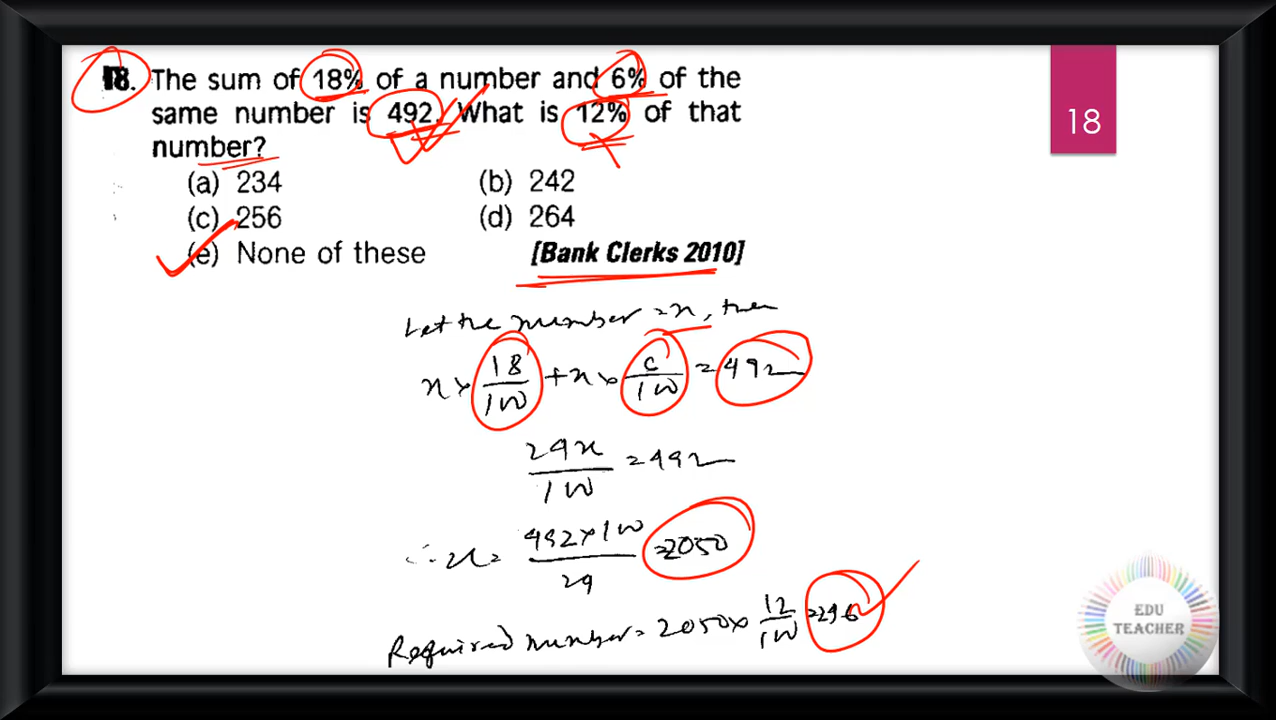 18. The sum of 18% of a number and 6% of the
same number is 492. What is 12% of that
number?
(a) 234 (b) 242
(c) 256 (d) 264
(e) None of these [Bank Clerks 2010]
18
Let the number = x, then
x × 18/100 + x × 6/100 = 492
24x/100 = 492
∴ x = 492 × 100/24 = 2050
Required number = 2050 × 12/100 = 246
EDU
TEACHER